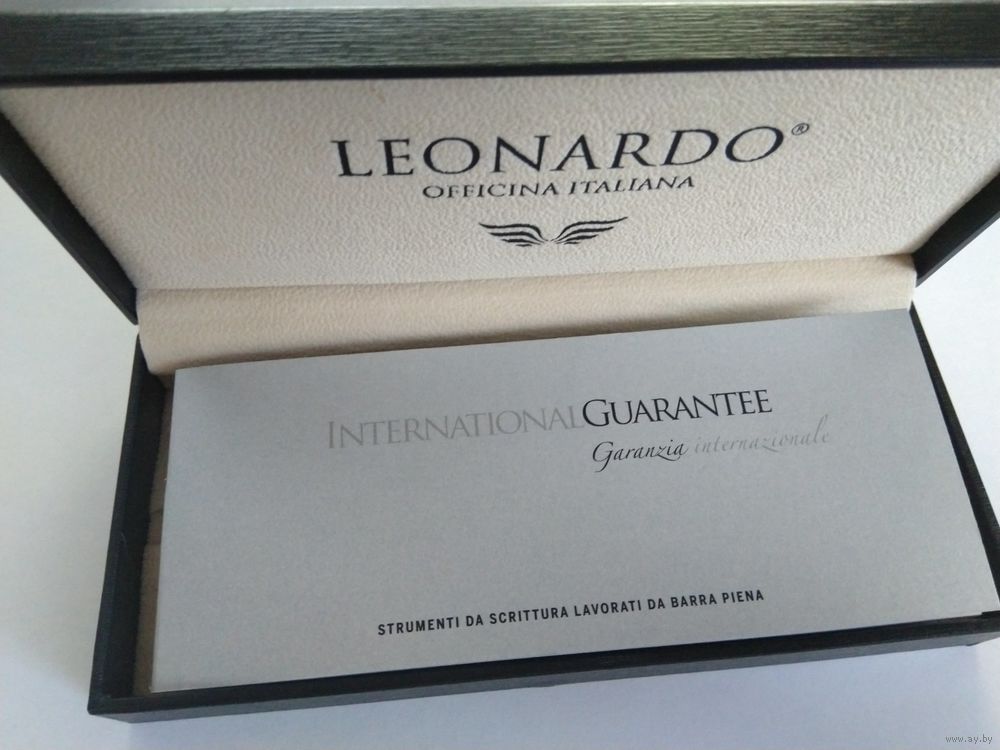 LEONARDO®
OFFICINA ITALIANA
INTERNATIONALGUARANTEE
Garanzia internazionale
STRUMENTI DA SCRITTURA LAVORATI DA BARRA PIENA
www.ay.by